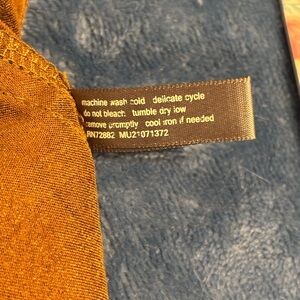 machine wash cold delicate cycle
do not bleach tumble dry low
remove promptly cool iron if needed
RN72882 MU21071372